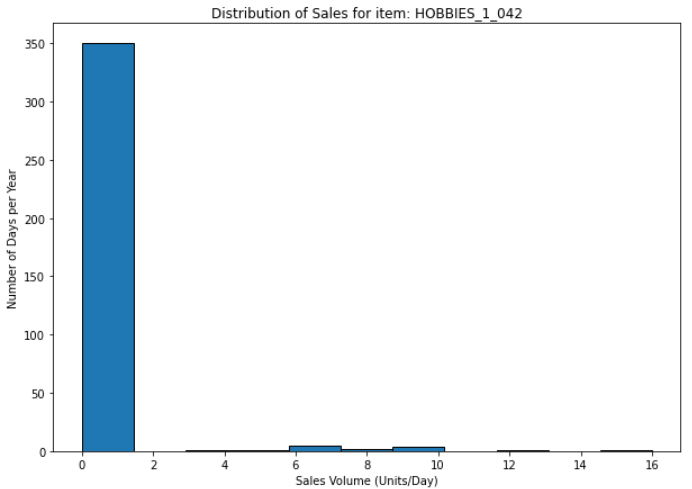 Distribution of Sales for item: HOBBIES_1_042
350
300
250
200
150
100
50
0
Number of Days per Year
0 2 4 6 8 10 12 14 16
Sales Volume (Units/Day)